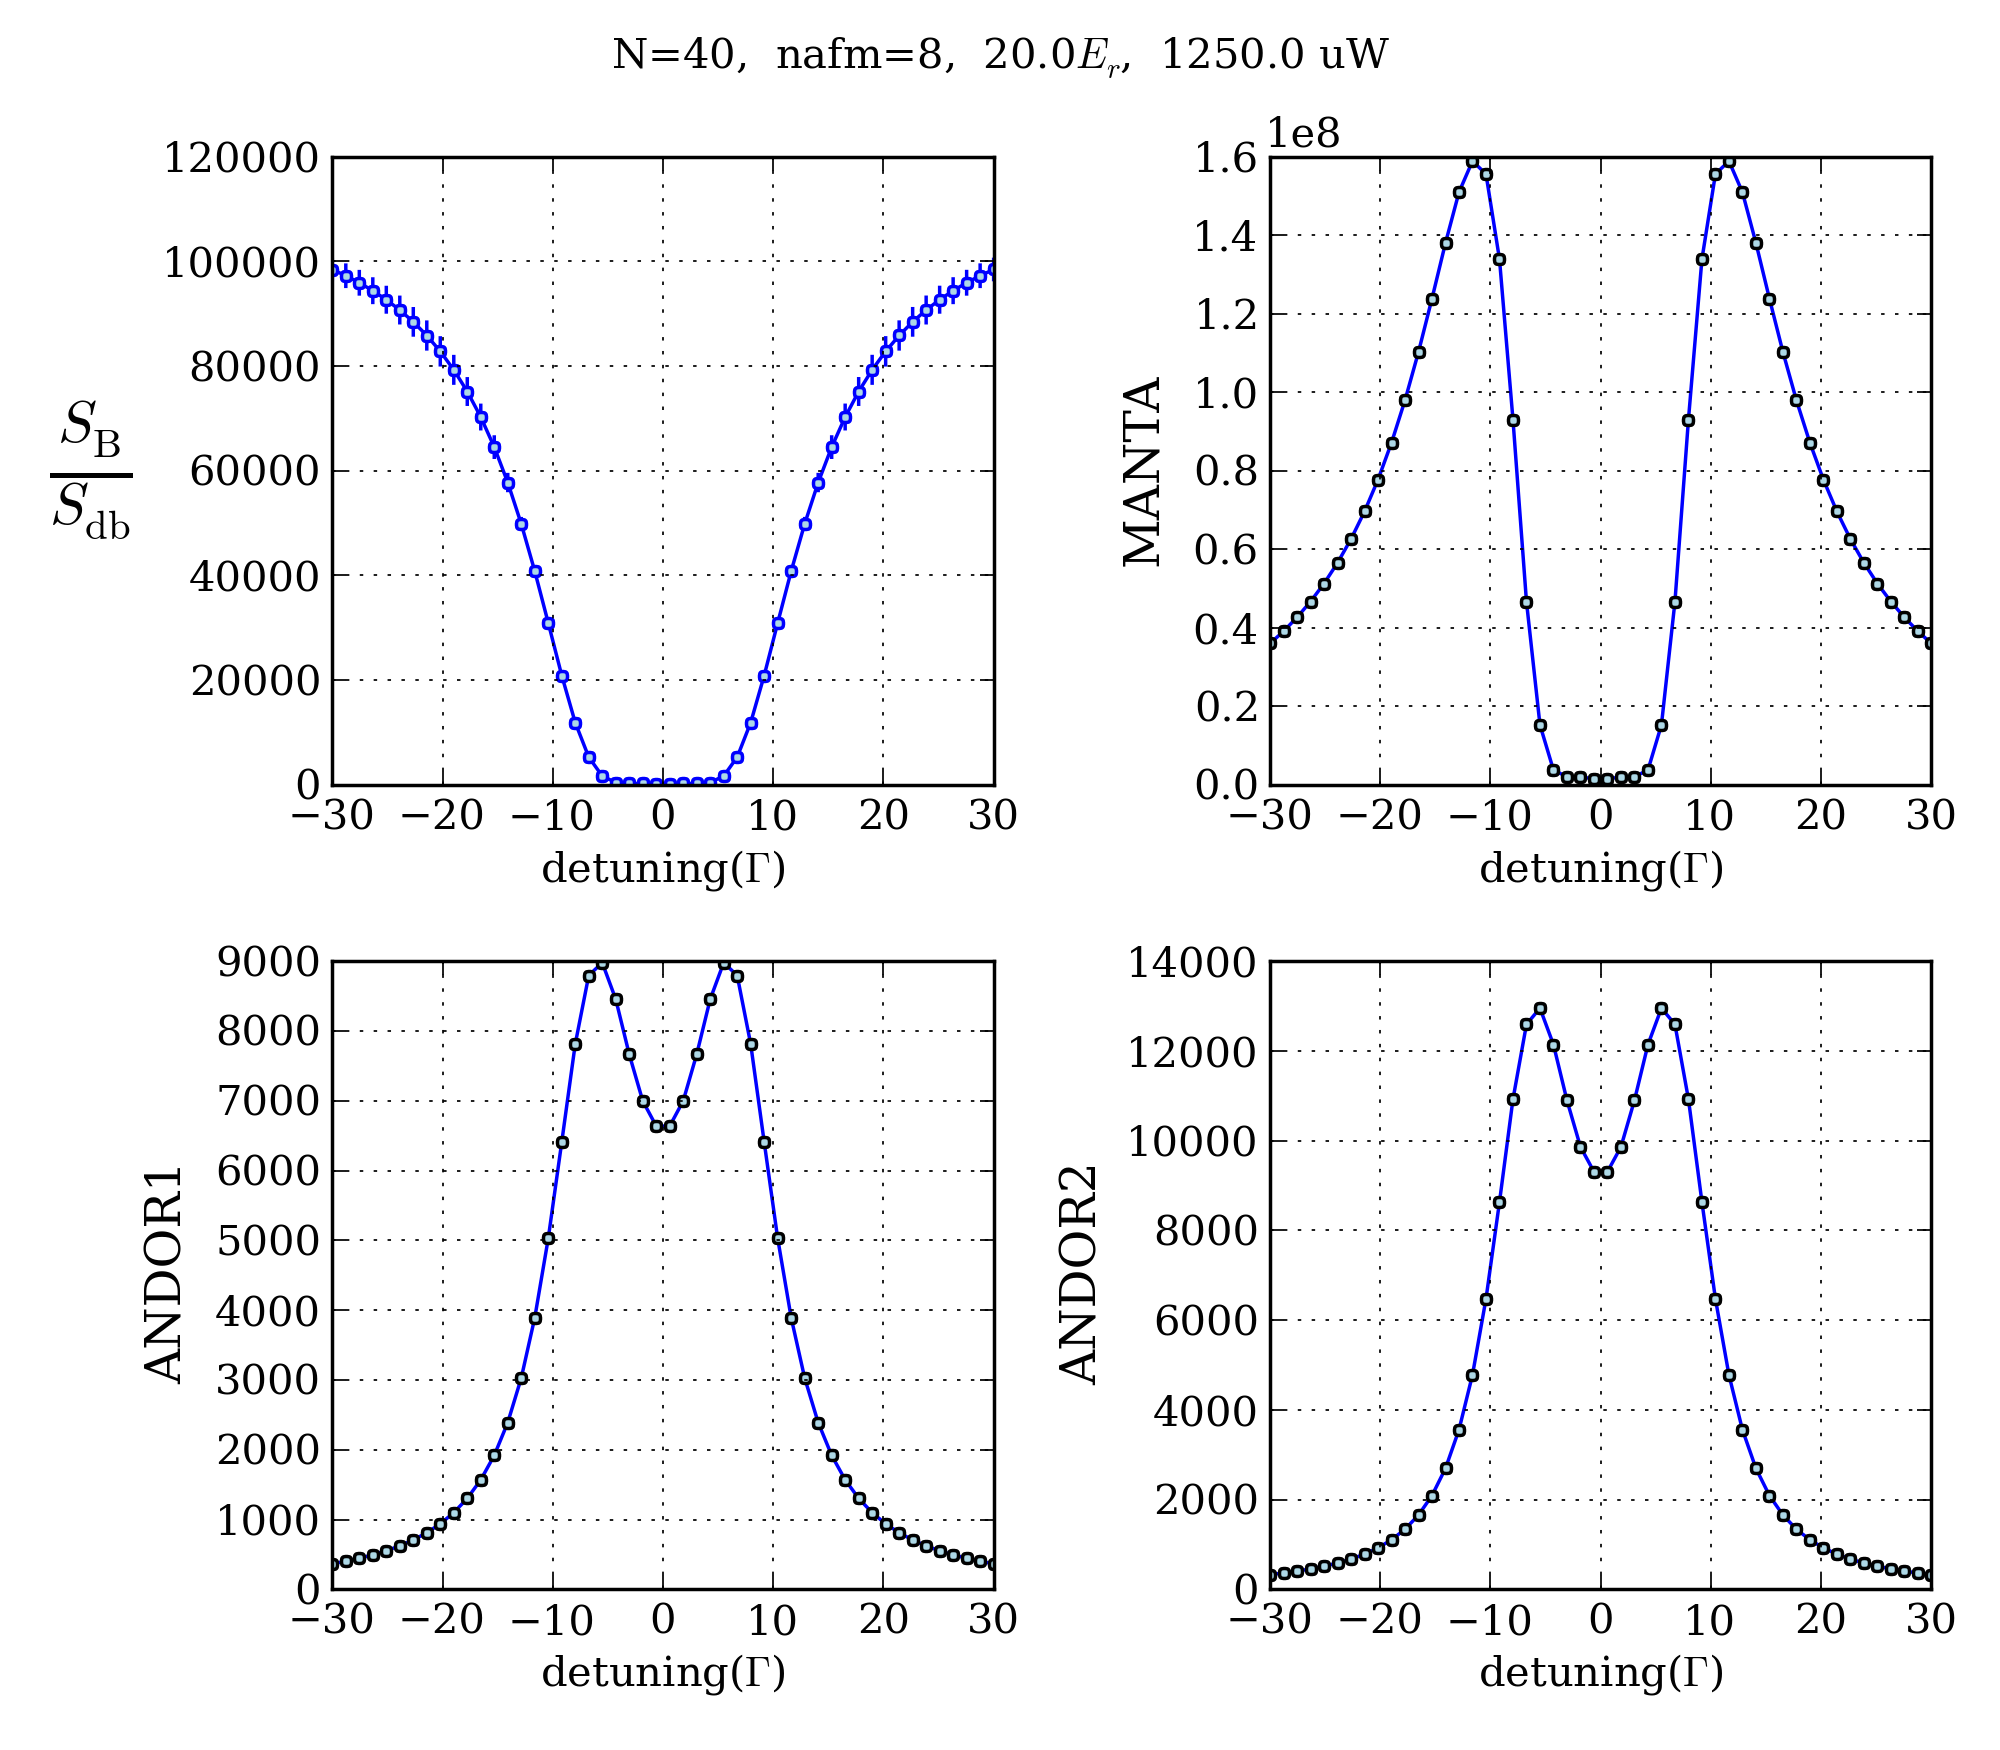 N=40, nafm=8, 20.0E_r, 1250.0 uW
S_B
S_db
120000
100000
80000
60000
40000
20000
0
−30 −20 −10 0 10 20 30
detuning(Γ)
MANTA
1e8
1.6
1.4
1.2
1.0
0.8
0.6
0.4
0.2
0.0
−30 −20 −10 0 10 20 30
detuning(Γ)
ANDOR1
9000
8000
7000
6000
5000
4000
3000
2000
1000
0
−30 −20 −10 0 10 20 30
detuning(Γ)
ANDOR2
14000
12000
10000
8000
6000
4000
2000
0
−30 −20 −10 0 10 20 30
detuning(Γ)